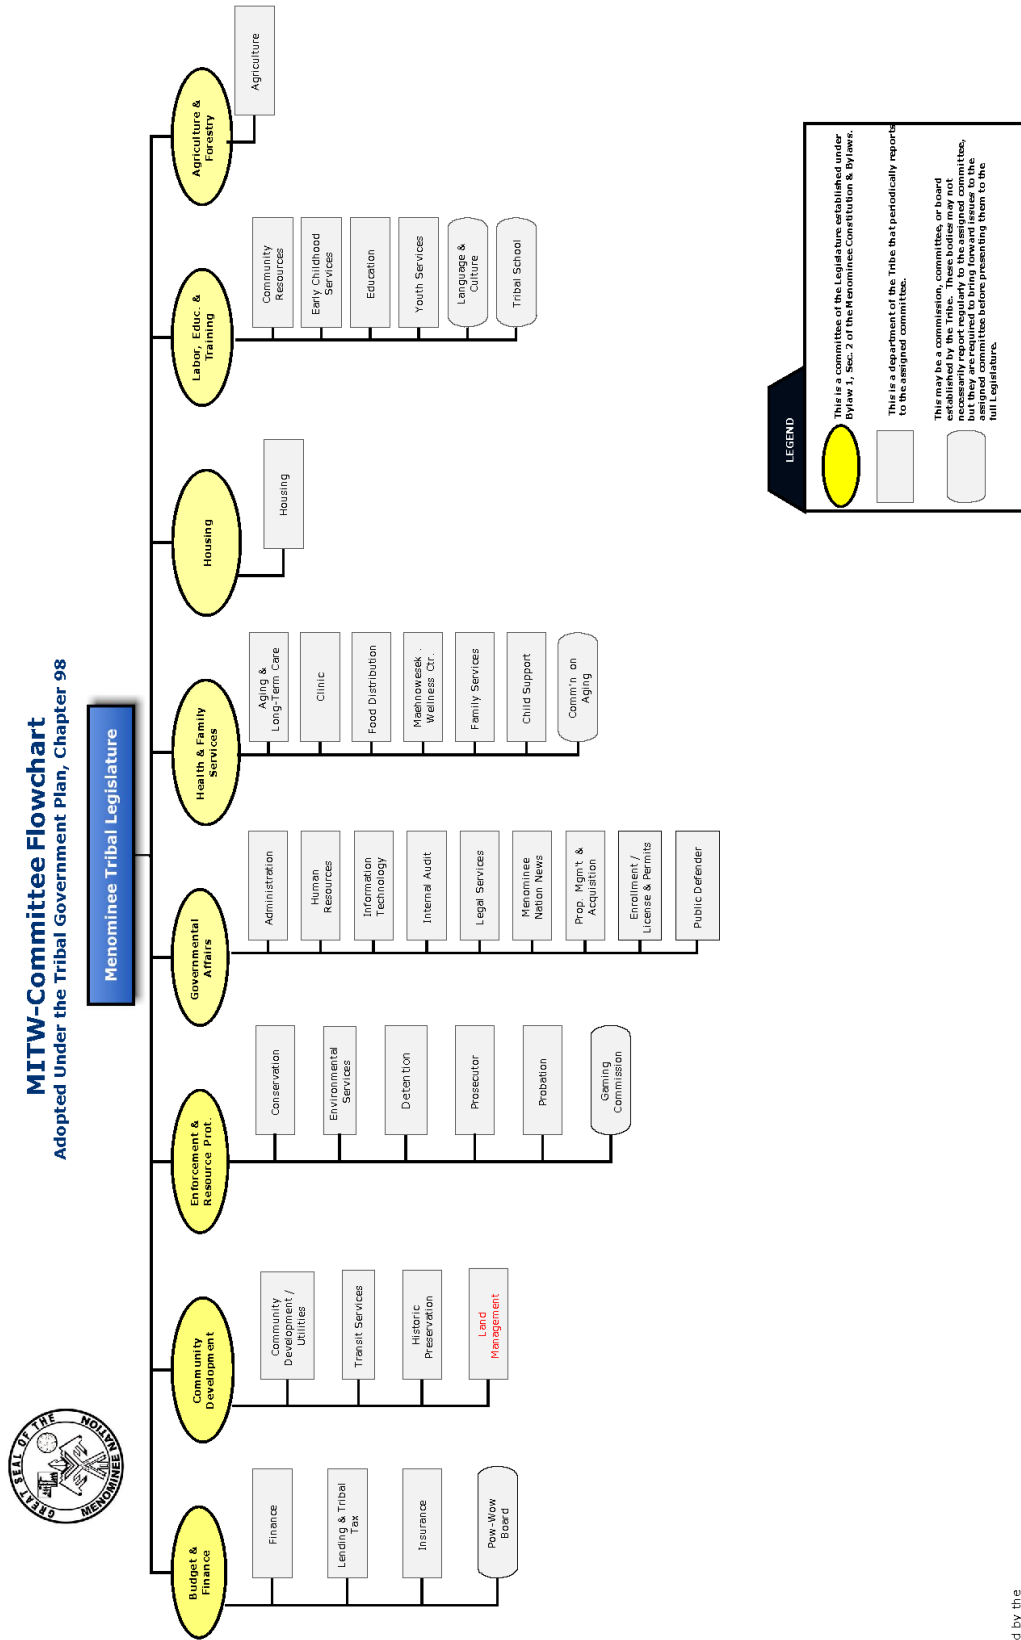 MITW-Committee Flowchart
Adopted Under the Tribal Government Plan, Chapter 98
GREAT SEAL OF THE
MENOMINEE NATION
Menominee Tribal Legislature
Budget &
Finance
Finance
Lending & Tribal
Tax
Insurance
Pow-Wow
Board
Community
Development
Community
Development /
Utilities
Transit Services
Historic
Preservation
Land
Management
Enforcement &
Resource Prot.
Conservation
Environmental
Services
Detention
Prosecutor
Probation
Gaming
Commission
Governmental
Affairs
Administration
Human
Resources
Information
Technology
Internal Audit
Legal Services
Menominee
Nation News
Prop. Mgm't &
Acquisition
Enrollment /
License & Permits
Public Defender
Health & Family
Services
Aging &
Long-Term Care
Clinic
Food Distribution
Maehnowesek .
Wellness Ctr.
Family Services
Child Support
Comm'n on
Aging
Housing
Housing
Labor, Educ. &
Training
Community
Resources
Early Childhood
Services
Education
Youth Services
Language &
Culture
Tribal School
Agriculture &
Forestry
Agriculture
LEGEND
This is a committee of the Legislature established under
Bylaw 1, Sec. 2 of the Menominee Constitution & Bylaws.
This is a department of the Tribe that periodically reports
to the assigned committee.
This may be a commission, committee, or board
established by the Tribe. These bodies may not
necessarily report regularly to the assigned committee,
but they are required to bring forward issues to the
assigned committee before presenting them to the
full Legislature.
d by the